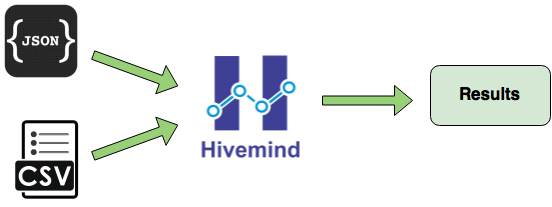 {JSON}
CSV
Hivemind
Results